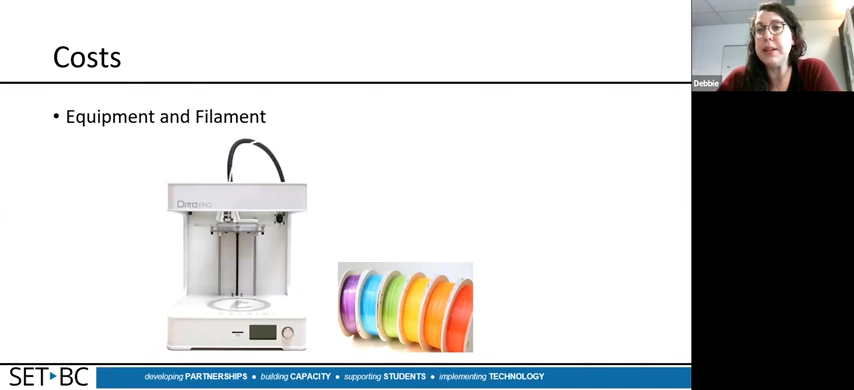 Costs
Debbie
• Equipment and Filament
Ditto PRO
SET BC
developing PARTNERSHIPS • building CAPACITY • supporting STUDENTS • implementing TECHNOLOGY